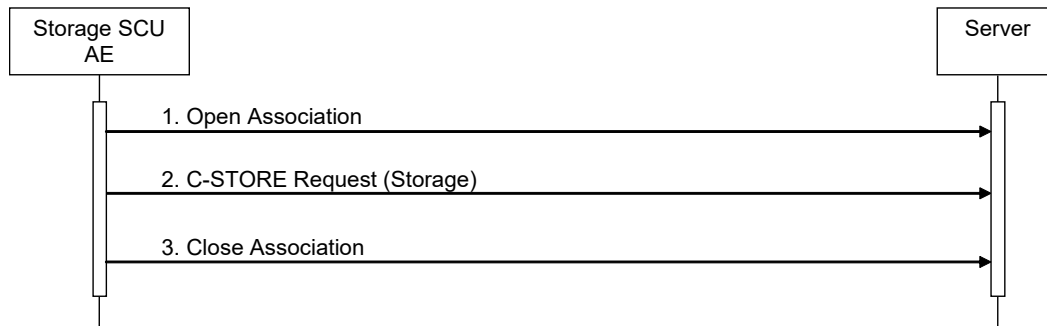 Storage SCU
AE
Server
1. Open Association
2. C-STORE Request (Storage)
3. Close Association